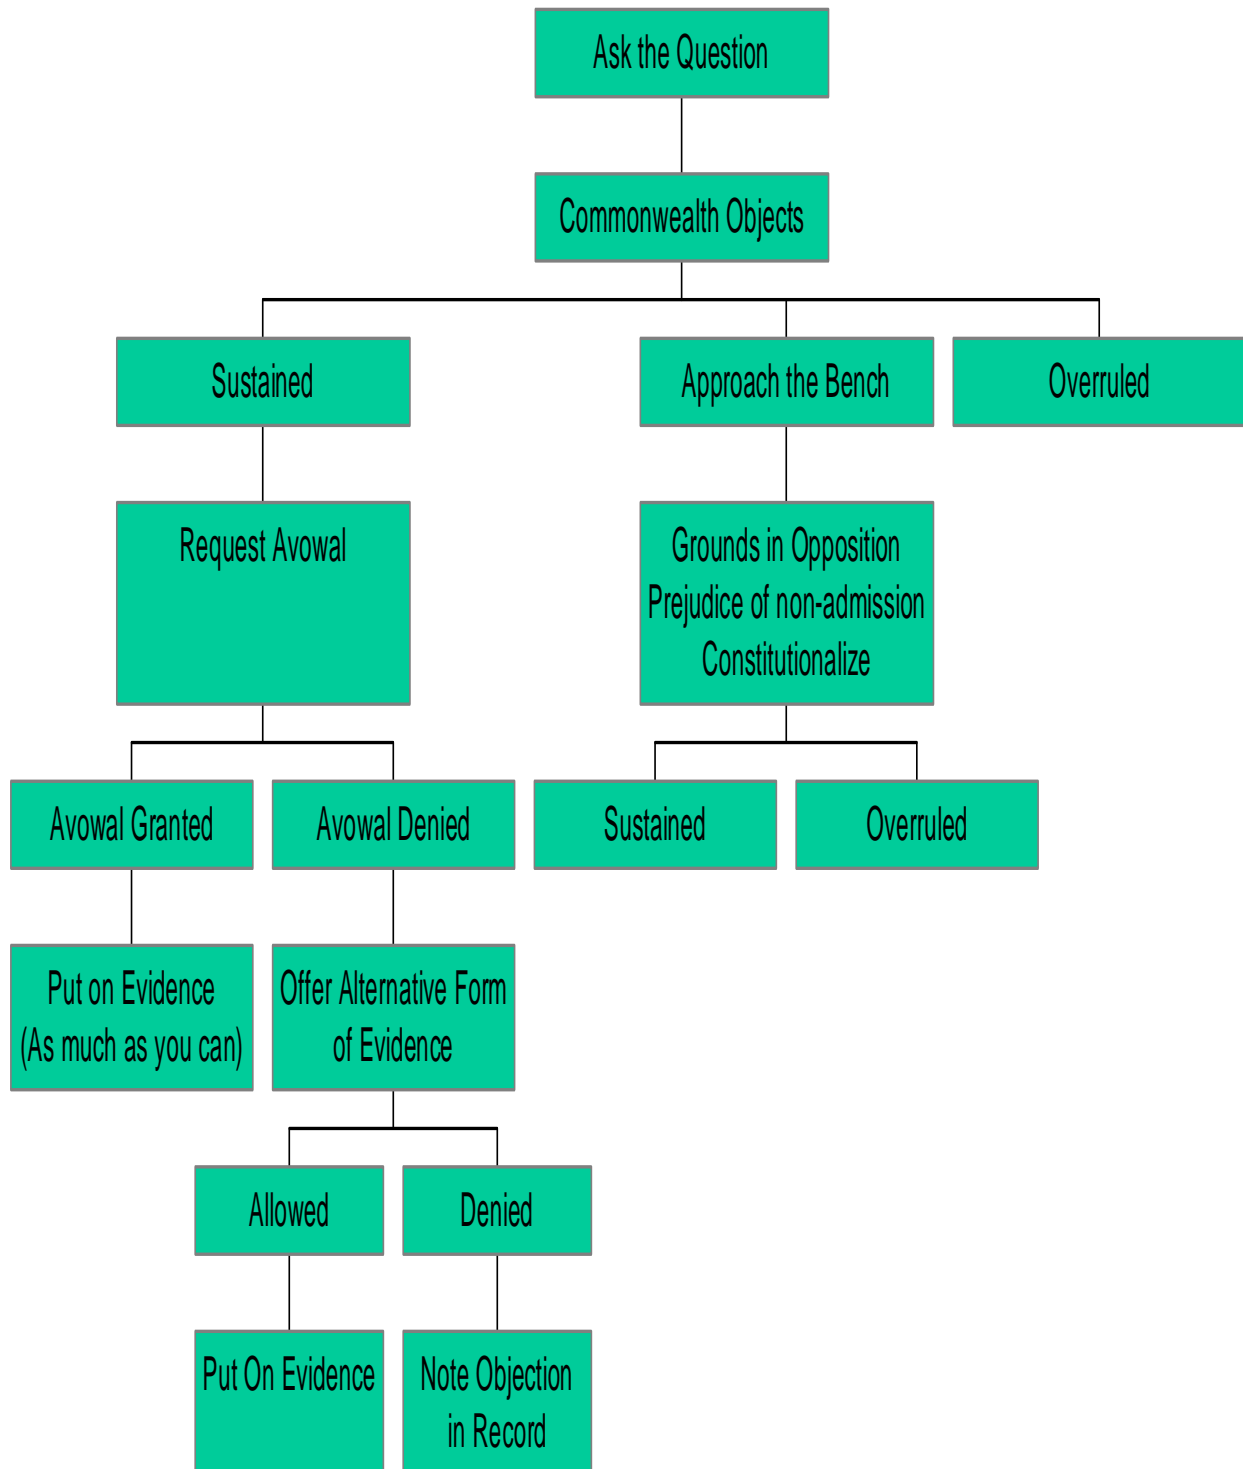 Ask the Question
Commonwealth Objects
Sustained
Approach the Bench
Overruled
Request Avowal
Grounds in Opposition
Prejudice of non-admission
Constitutionalize
Avowal Granted
Avowal Denied
Sustained
Overruled
Put on Evidence
(As much as you can)
Offer Alternative Form
of Evidence
Allowed
Denied
Put On Evidence
Note Objection
in Record